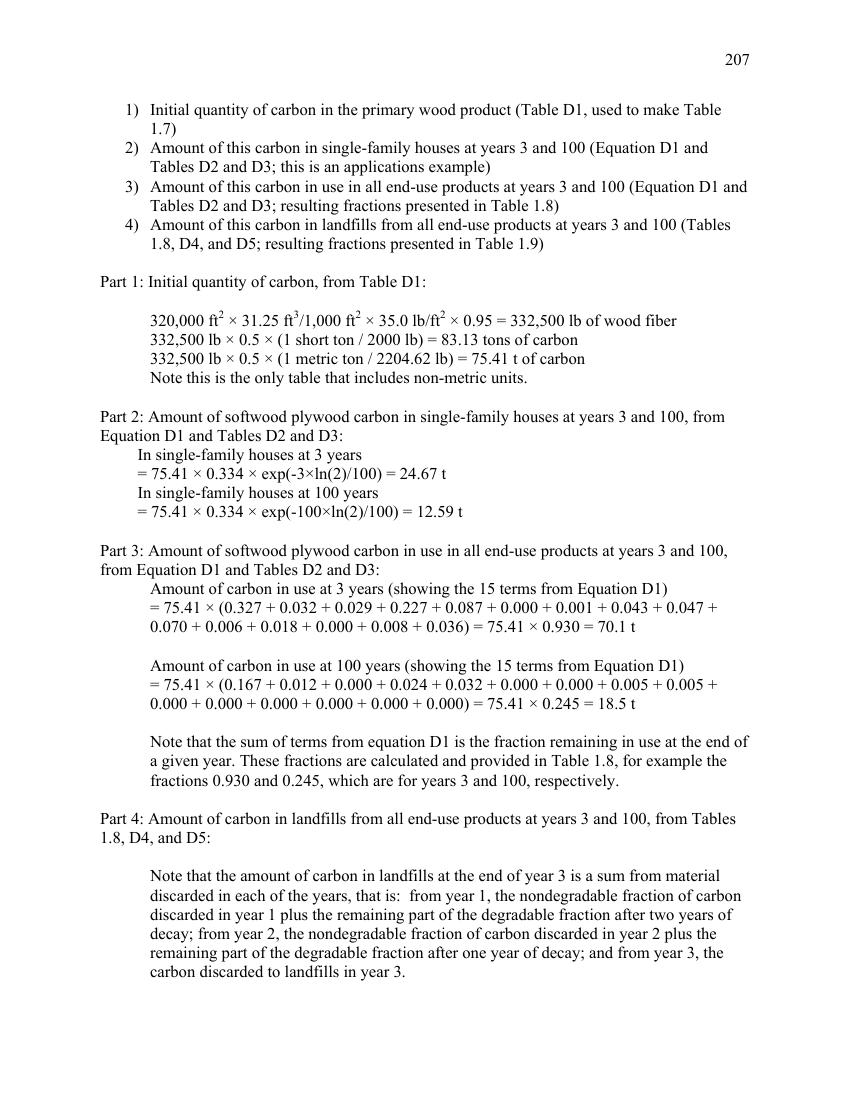 207
1) Initial quantity of carbon in the primary wood product (Table D1, used to make Table
1.7)
2) Amount of this carbon in single-family houses at years 3 and 100 (Equation D1 and
Tables D2 and D3; this is an applications example)
3) Amount of this carbon in use in all end-use products at years 3 and 100 (Equation D1 and
Tables D2 and D3; resulting fractions presented in Table 1.8)
4) Amount of this carbon in landfills from all end-use products at years 3 and 100 (Tables
1.8, D4, and D5; resulting fractions presented in Table 1.9)
Part 1: Initial quantity of carbon, from Table D1:
320,000 ft² × 31.25 ft³/1,000 ft² × 35.0 lb/ft² × 0.95 = 332,500 lb of wood fiber
332,500 lb × 0.5 × (1 short ton / 2000 lb) = 83.13 tons of carbon
332,500 lb × 0.5 × (1 metric ton / 2204.62 lb) = 75.41 t of carbon
Note this is the only table that includes non-metric units.
Part 2: Amount of softwood plywood carbon in single-family houses at years 3 and 100, from
Equation D1 and Tables D2 and D3:
In single-family houses at 3 years
= 75.41 × 0.334 × exp(-3×ln(2)/100) = 24.67 t
In single-family houses at 100 years
= 75.41 × 0.334 × exp(-100×ln(2)/100) = 12.59 t
Part 3: Amount of softwood plywood carbon in use in all end-use products at years 3 and 100,
from Equation D1 and Tables D2 and D3:
Amount of carbon in use at 3 years (showing the 15 terms from Equation D1)
= 75.41 × (0.327 + 0.032 + 0.029 + 0.227 + 0.087 + 0.000 + 0.001 + 0.043 + 0.047 +
0.070 + 0.006 + 0.018 + 0.000 + 0.008 + 0.036) = 75.41 × 0.930 = 70.1 t
Amount of carbon in use at 100 years (showing the 15 terms from Equation D1)
= 75.41 × (0.167 + 0.012 + 0.000 + 0.024 + 0.032 + 0.000 + 0.000 + 0.005 + 0.005 +
0.000 + 0.000 + 0.000 + 0.000 + 0.000 + 0.000) = 75.41 × 0.245 = 18.5 t
Note that the sum of terms from equation D1 is the fraction remaining in use at the end of
a given year. These fractions are calculated and provided in Table 1.8, for example the
fractions 0.930 and 0.245, which are for years 3 and 100, respectively.
Part 4: Amount of carbon in landfills from all end-use products at years 3 and 100, from Tables
1.8, D4, and D5:
Note that the amount of carbon in landfills at the end of year 3 is a sum from material
discarded in each of the years, that is: from year 1, the nondegradable fraction of carbon
discarded in year 1 plus the remaining part of the degradable fraction after two years of
decay; from year 2, the nondegradable fraction of carbon discarded in year 2 plus the
remaining part of the degradable fraction after one year of decay; and from year 3, the
carbon discarded to landfills in year 3.